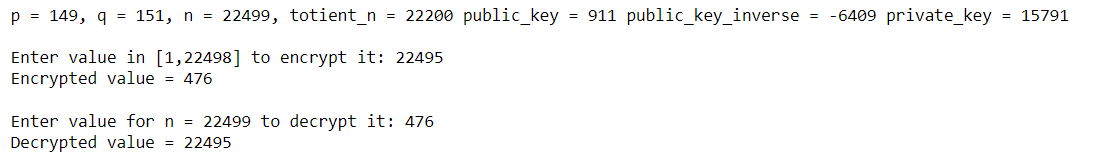 p = 149, q = 151, n = 22499, totient_n = 22200 public_key = 911 public_key_inverse = -6409 private_key = 15791
Enter value in [1,22498] to encrypt it: 22495
Encrypted value = 476
Enter value for n = 22499 to decrypt it: 476
Decrypted value = 22495